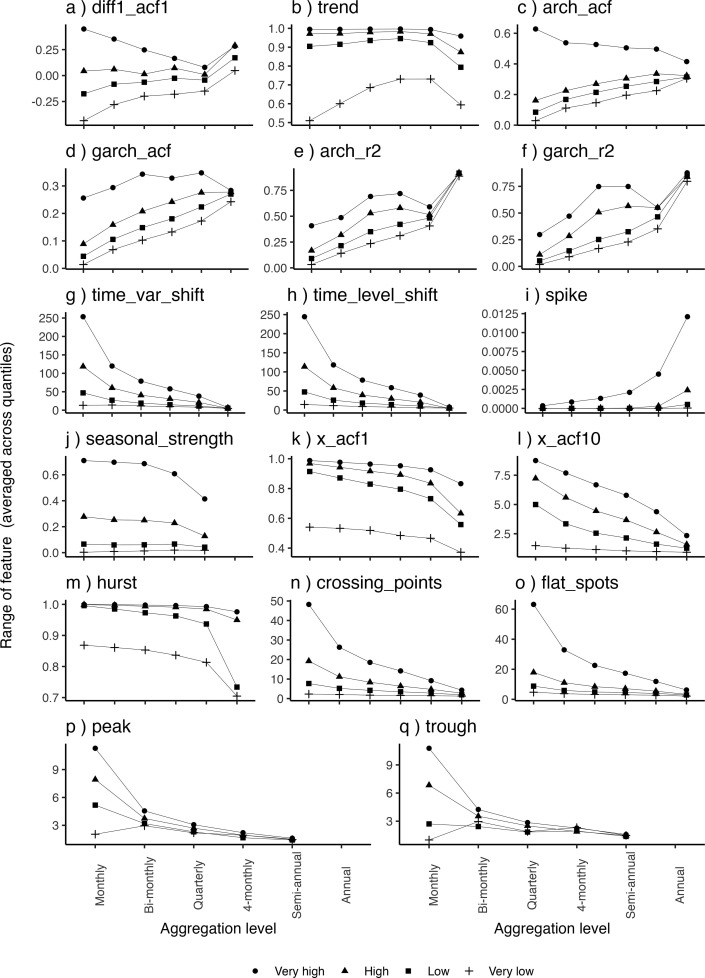 a ) diff1_acf1
b ) trend
c ) arch_acf
0.25
0.00
-0.25
1.0
0.9
0.8
0.7
0.6
0.5
0.6
0.4
0.2
0.0
d ) garch_acf
e ) arch_r2
f ) garch_r2
0.3
0.2
0.1
0.0
0.75
0.50
0.25
0.00
0.75
0.50
0.25
0.00
g ) time_var_shift
h ) time_level_shift
i ) spike
250
200
150
100
50
0
250
200
150
100
50
0
0.0125
0.0100
0.0075
0.0050
0.0025
0.0000
j ) seasonal_strength
k ) x_acf1
l ) x_acf10
0.6
0.4
0.2
0.0
1.0
0.8
0.6
0.4
7.5
5.0
2.5
m ) hurst
n ) crossing_points
o ) flat_spots
1.0
0.9
0.8
0.7
50
40
30
20
10
0
60
40
20
0
p ) peak
q ) trough
9
6
3
9
6
3
Monthly
Bi-monthly
Quarterly
4-monthly
Semi-annual
Annual
Monthly
Bi-monthly
Quarterly
4-monthly
Semi-annual
Annual
Aggregation level
Aggregation level
Range of feature (averaged across quantiles)
Very high
High
Low
Very low